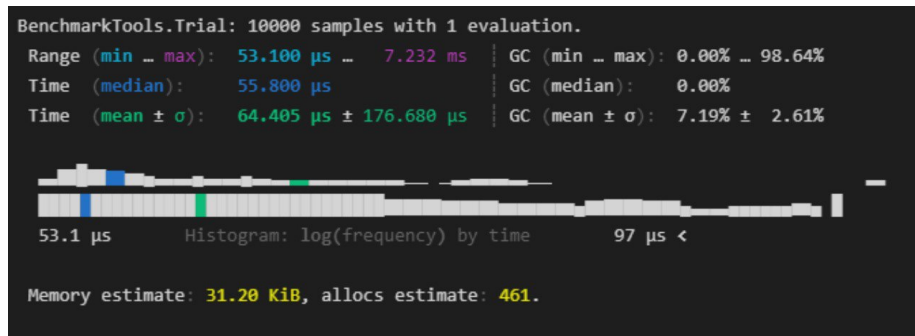 BenchmarkTools.Trial: 10000 samples with 1 evaluation.
Range (min … max): 53.100 μs … 7.232 ms ┊ GC (min … max): 0.00% … 98.64%
Time (median): 55.800 μs ┊ GC (median): 0.00%
Time (mean ± σ): 64.405 μs ± 176.680 μs ┊ GC (mean ± σ): 7.19% ± 2.61%
53.1 μs Histogram: log(frequency) by time 97 μs <
Memory estimate: 31.20 KiB, allocs estimate: 461.